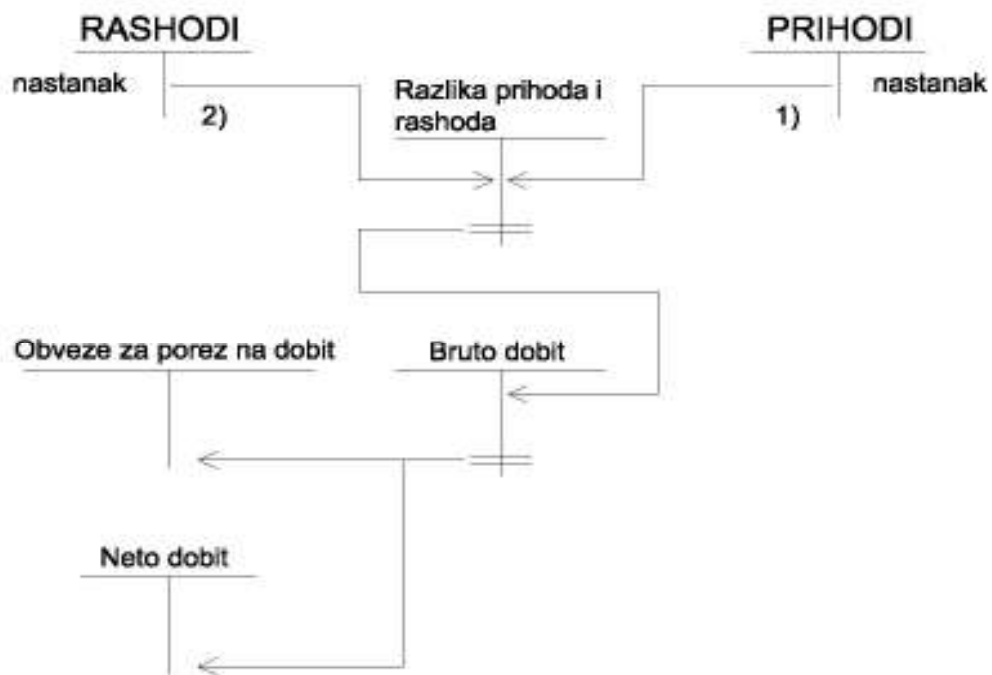 RASHODI
PRIHODI
nastanak
nastanak
Razlika prihoda i
rashoda
2)
1)
Obveze za porez na dobit
Bruto dobit
Neto dobit